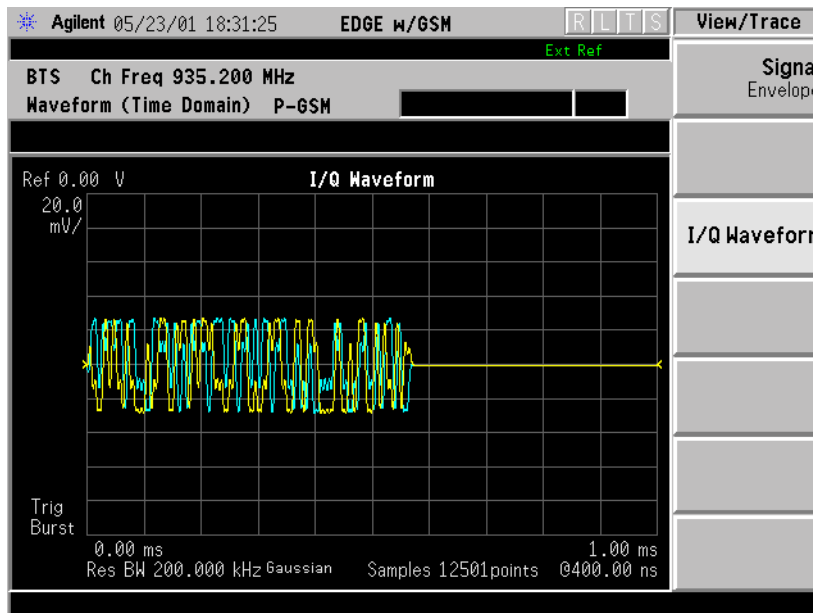 Agilent 05/23/01 18:31:25 EDGE w/GSM R L T S View/Trace
Ext Ref
BTS Ch Freq 935.200 MHz
Waveform (Time Domain) P-GSM
Signa
Envelope
Ref 0.00 V I/Q Waveform
20.0
mV/
I/Q Waveform
Trig
Burst
0.00 ms 1.00 ms
Res BW 200.000 kHz Gaussian Samples 12501points @400.00 ns